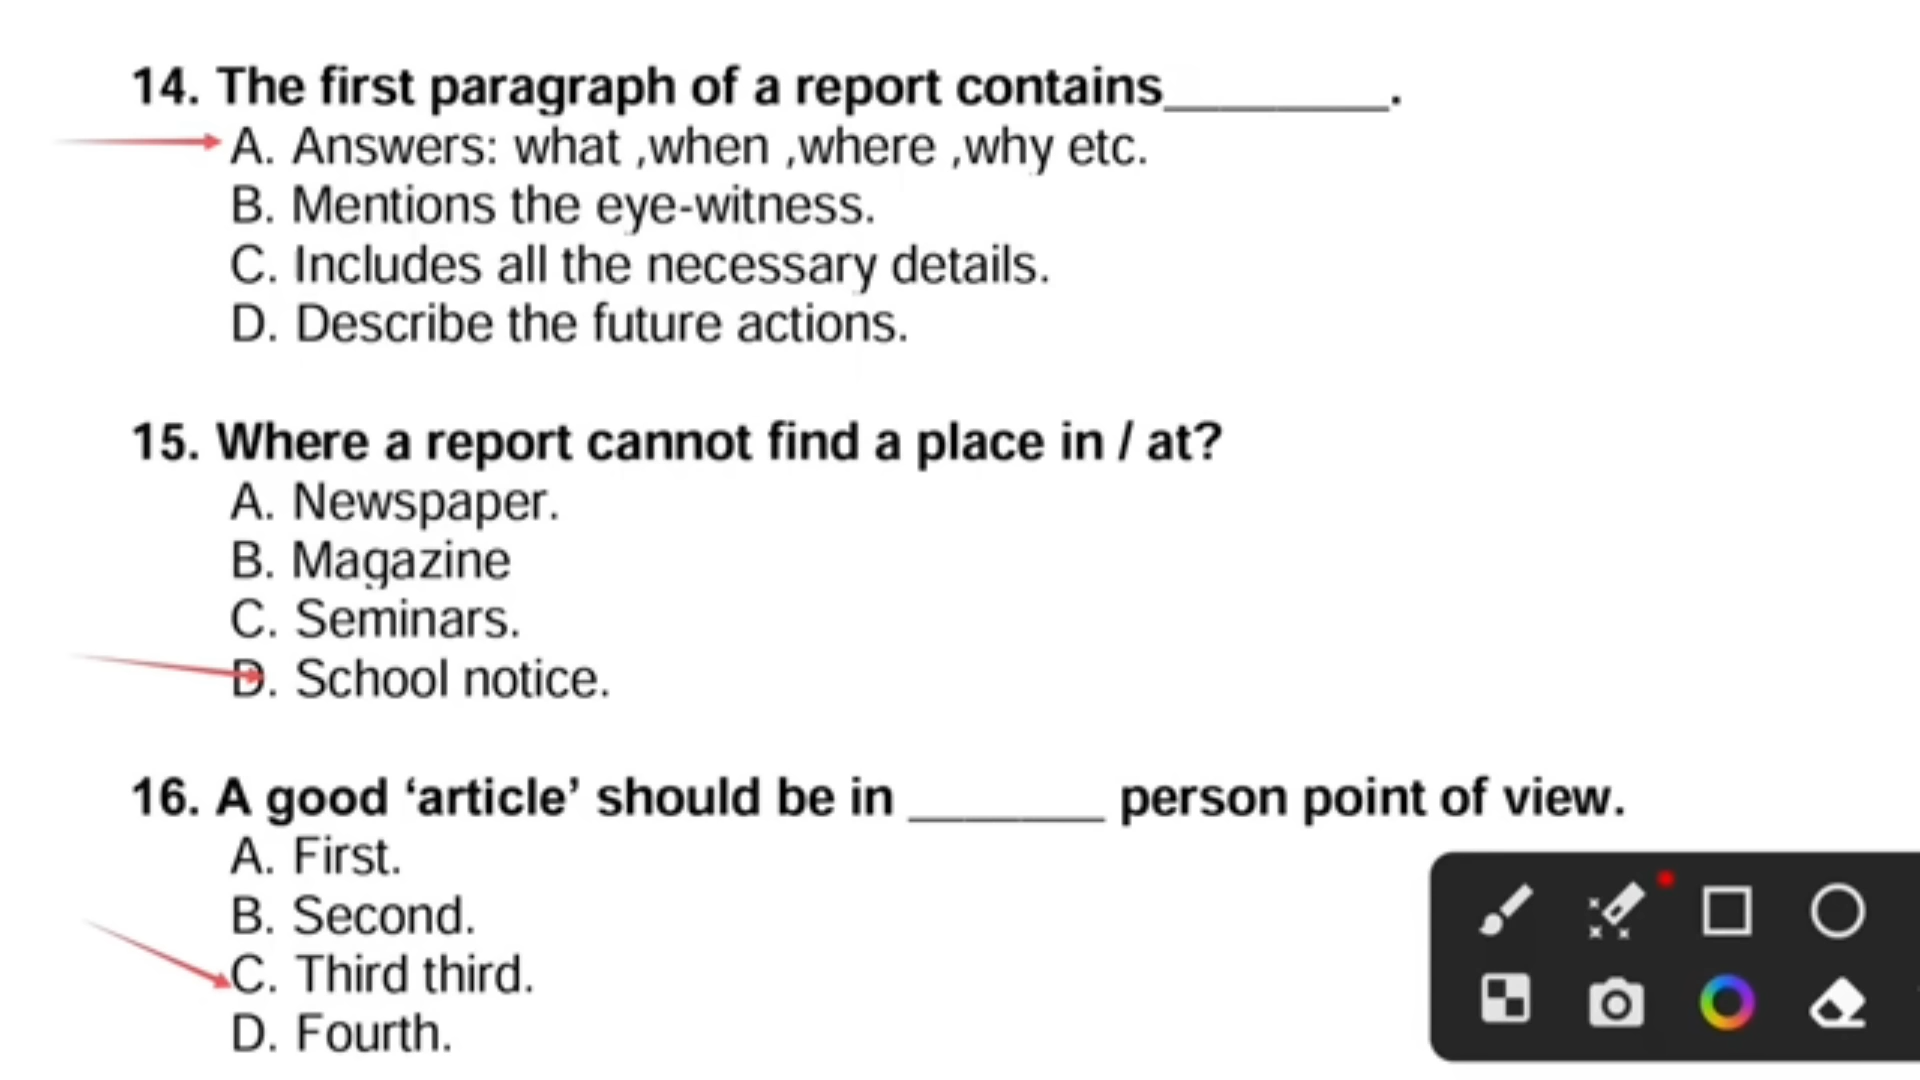 14. The first paragraph of a report contains________.
A. Answers: what ,when ,where ,why etc.
B. Mentions the eye-witness.
C. Includes all the necessary details.
D. Describe the future actions.
15. Where a report cannot find a place in / at?
A. Newspaper.
B. Magazine
C. Seminars.
D. School notice.
16. A good ‘article’ should be in _______ person point of view.
A. First.
B. Second.
C. Third third.
D. Fourth.